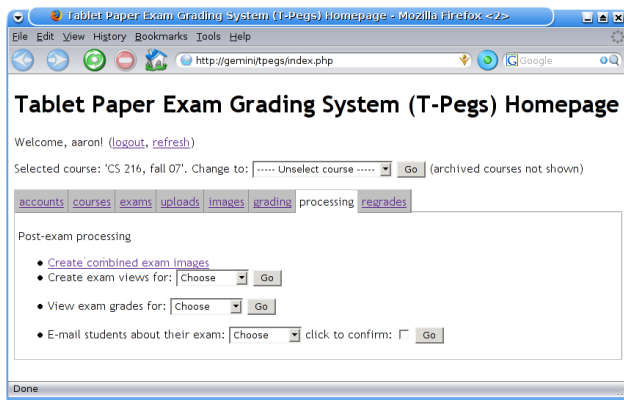 Tablet Paper Exam Grading System (T-Pegs) Homepage - Mozilla Firefox <2>
File Edit View History Bookmarks Tools Help
http://gemini/tpegs/index.php G Google
Tablet Paper Exam Grading System (T-Pegs) Homepage
Welcome, aaron! (logout, refresh)
Selected course: 'CS 216, fall 07'. Change to: ----- Unselect course ----- Go (archived courses not shown)
accounts courses exams uploads images grading processing regrades
Post-exam processing
• Create combined exam images
• Create exam views for: Choose Go
• View exam grades for: Choose Go
• E-mail students about their exam: Choose click to confirm: Go
Done